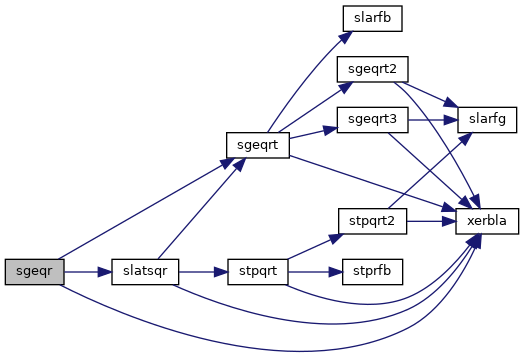 slarfb
sgeqrt2
slarfg
sgeqrt3
sgeqrt
stpqrt2
xerbla
sgeqr
slatsqr
stpqrt
stprfb